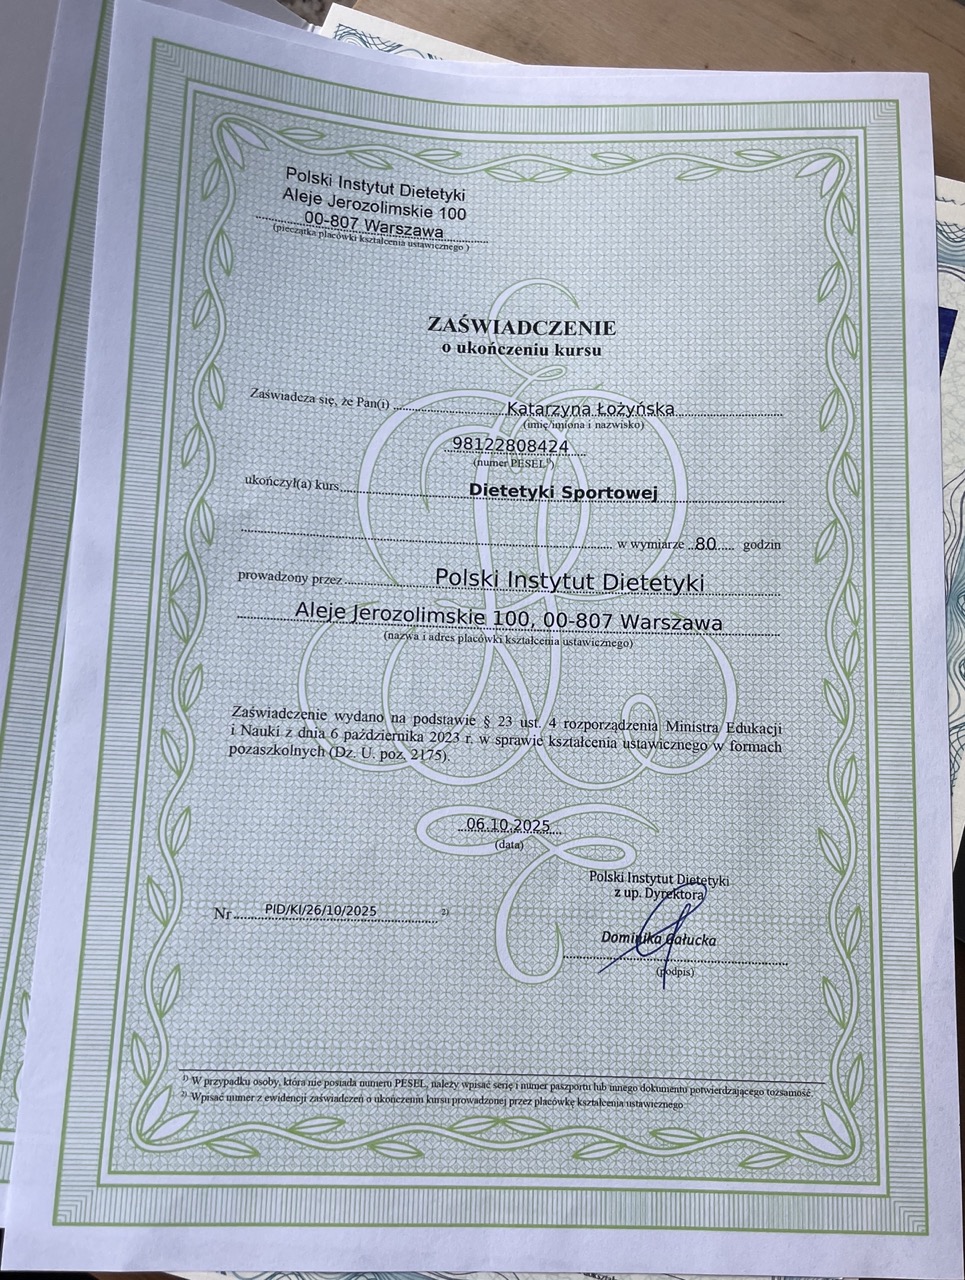 Polski Instytut Dietetyki
Aleje Jerozolimskie 100
00-807 Warszawa
(pieczątka placówki kształcenia ustawicznego )
ZAŚWIADCZENIE
o ukończeniu kursu
Zaświadcza się, że Pan(i) Katarzyna Łożyńska
(imię/imiona i nazwisko)
98122808424
(numer PESEL¹⁾)
ukończył(a) kurs Dietetyki Sportowej
w wymiarze 80 godzin
prowadzony przez Polski Instytut Dietetyki
Aleje Jerozolimskie 100, 00-807 Warszawa
(nazwa i adres placówki kształcenia ustawicznego)
Zaświadczenie wydano na podstawie § 23 ust. 4 rozporządzenia Ministra Edukacji
i Nauki z dnia 6 października 2023 r. w sprawie kształcenia ustawicznego w formach
pozaszkolnych (Dz. U. poz. 2175).
06.10.2025
(data)
Polski Instytut Dietetyki
z up. Dyrektora
Nr PID/KI/26/10/2025 ²⁾
Dominika Gałucka
(podpis)
¹⁾ W przypadku osoby, która nie posiada numeru PESEL, należy wpisać serię i numer paszportu lub innego dokumentu potwierdzającego tożsamość.
²⁾ Wpisać numer z ewidencji zaświadczeń o ukończeniu kursu prowadzonej przez placówkę kształcenia ustawicznego